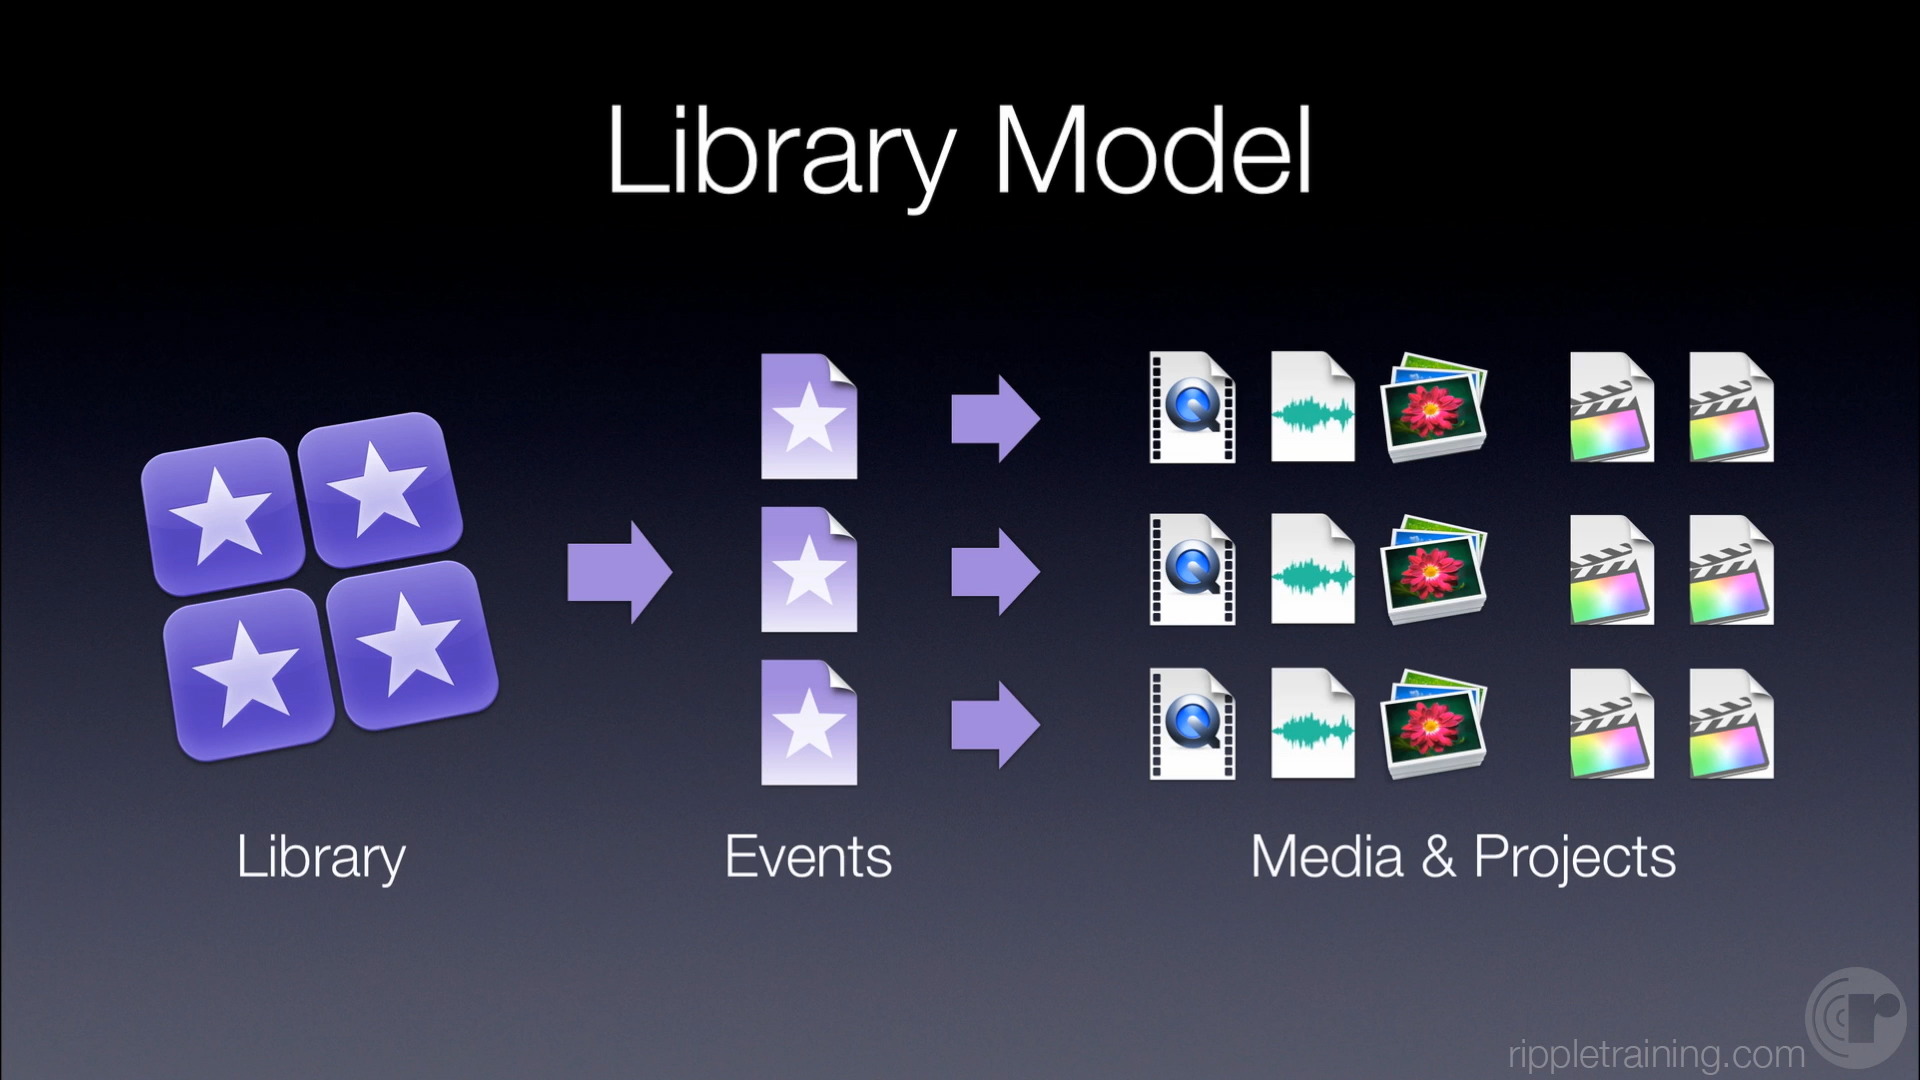 Library Model
Library
Events
Media & Projects
rippletraining.com